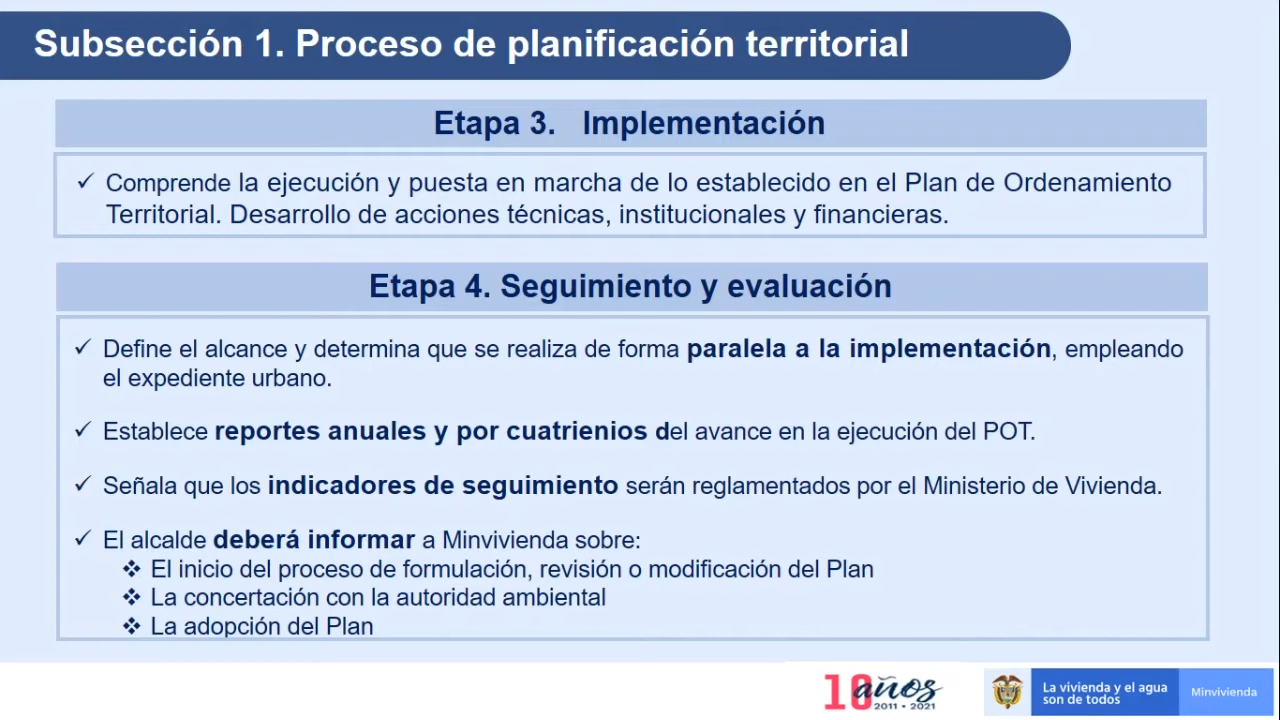 Subsección 1. Proceso de planificación territorial
Etapa 3. Implementación
✓ Comprende la ejecución y puesta en marcha de lo establecido en el Plan de Ordenamiento
Territorial. Desarrollo de acciones técnicas, institucionales y financieras.
Etapa 4. Seguimiento y evaluación
✓ Define el alcance y determina que se realiza de forma paralela a la implementación, empleando
el expediente urbano.
✓ Establece reportes anuales y por cuatrienios del avance en la ejecución del POT.
✓ Señala que los indicadores de seguimiento serán reglamentados por el Ministerio de Vivienda.
✓ El alcalde deberá informar a Minvivienda sobre:
❖ El inicio del proceso de formulación, revisión o modificación del Plan
❖ La concertación con la autoridad ambiental
❖ La adopción del Plan
10 años
2011 • 2021
La vivienda y el agua
son de todos
Minvivienda